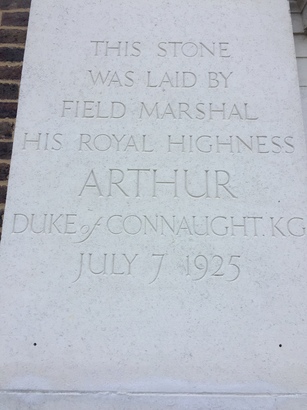 THIS STONE
WAS LAID BY
FIELD MARSHAL
HIS ROYAL HIGHNESS
ARTHUR
DUKE of CONNAUGHT. KG
JULY 7 1925